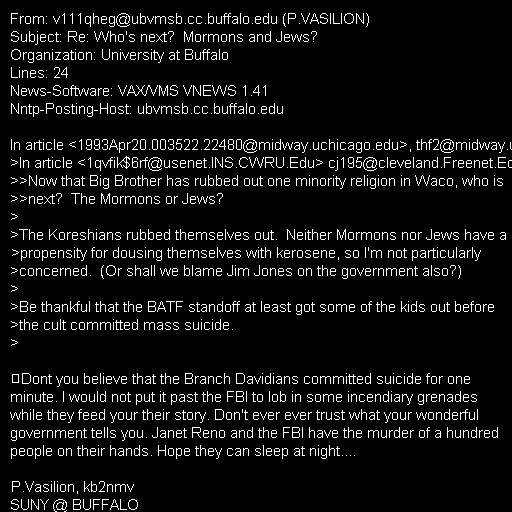 From: v111qheg@ubvmsb.cc.buffalo.edu (P.VASILION)
Subject: Re: Who's next?  Mormons and Jews?
Organization: University at Buffalo
Lines: 24
News-Software: VAX/VMS VNEWS 1.41
Nntp-Posting-Host: ubvmsb.cc.buffalo.edu

In article <1993Apr20.003522.22480@midway.uchicago.edu>, thf2@midway.u
>In article <1qvfik$6rf@usenet.INS.CWRU.Edu> cj195@cleveland.Freenet.Ed
>>Now that Big Brother has rubbed out one minority religion in Waco, who is
>>next?  The Mormons or Jews?
>
>The Koreshians rubbed themselves out.  Neither Mormons nor Jews have a
>propensity for dousing themselves with kerosene, so I'm not particularly
>concerned.  (Or shall we blame Jim Jones on the government also?)
>
>Be thankful that the BATF standoff at least got some of the kids out before
>the cult committed mass suicide.
>

Dont you believe that the Branch Davidians committed suicide for one
minute. I would not put it past the FBI to lob in some incendiary grenades
while they feed your their story. Don't ever ever trust what your wonderful
government tells you. Janet Reno and the FBI have the murder of a hundred
people on their hands. Hope they can sleep at night....

P.Vasilion, kb2nmv
SUNY @ BUFFALO